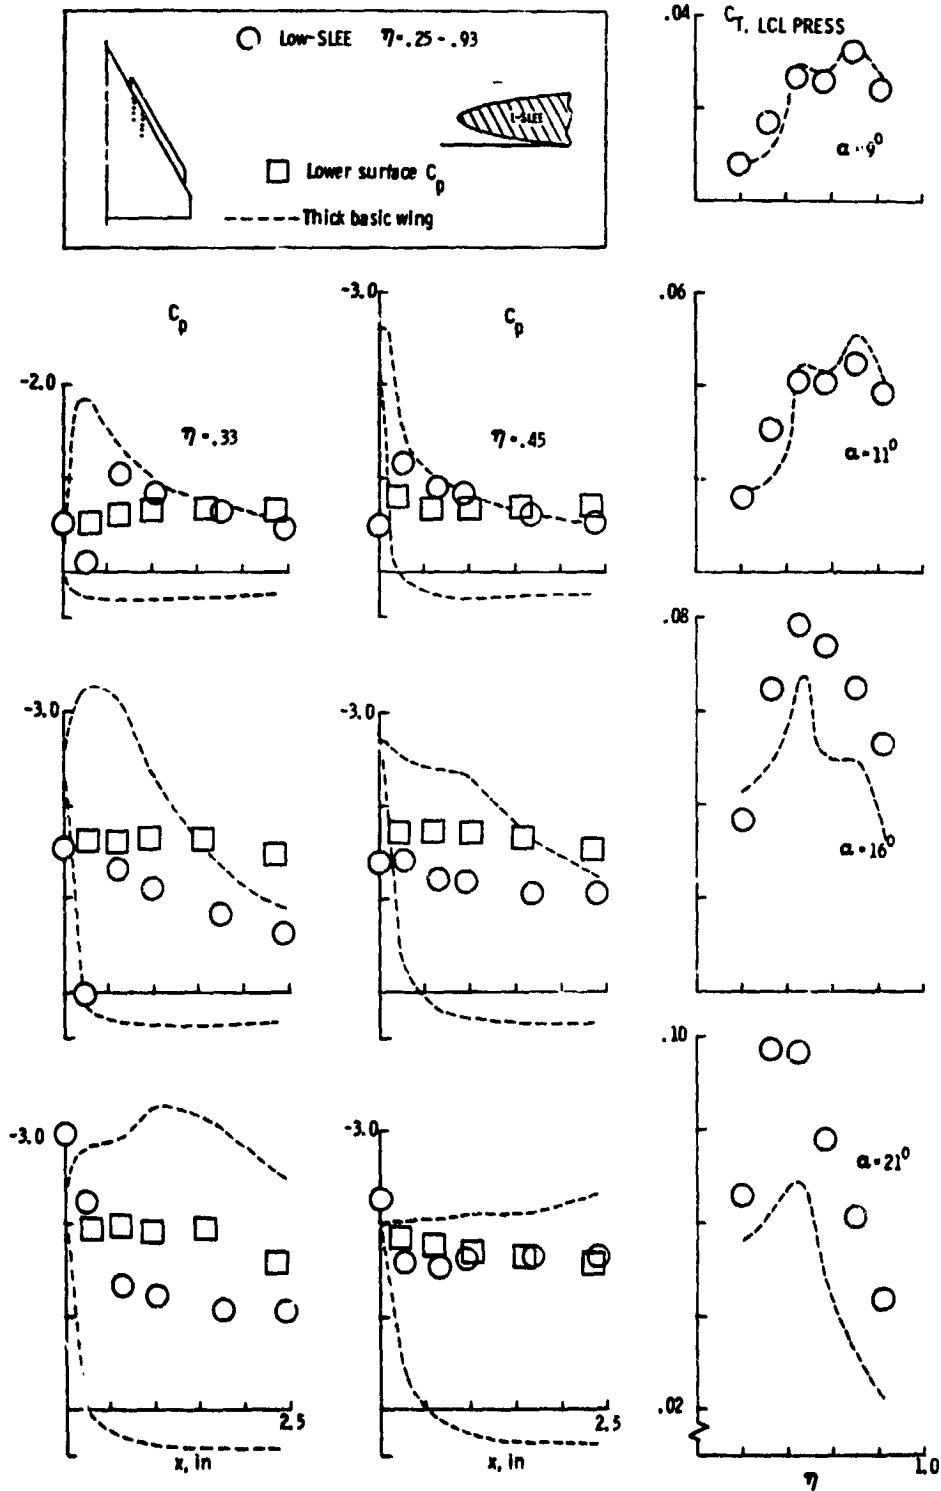 Low-SLEE η=.25-.93
L-SLEE
Lower surface Cp
Thick basic wing
.04
CT, LCL PRESS
α=9°
Cp
-2.0
η=.33
-3.0
Cp
η=.45
.06
α=11°
-3.0
-3.0
.08
α=16°
-3.0
2.5
x, in
-3.0
2.5
x, in
.10
α=21°
.02
η
1.0